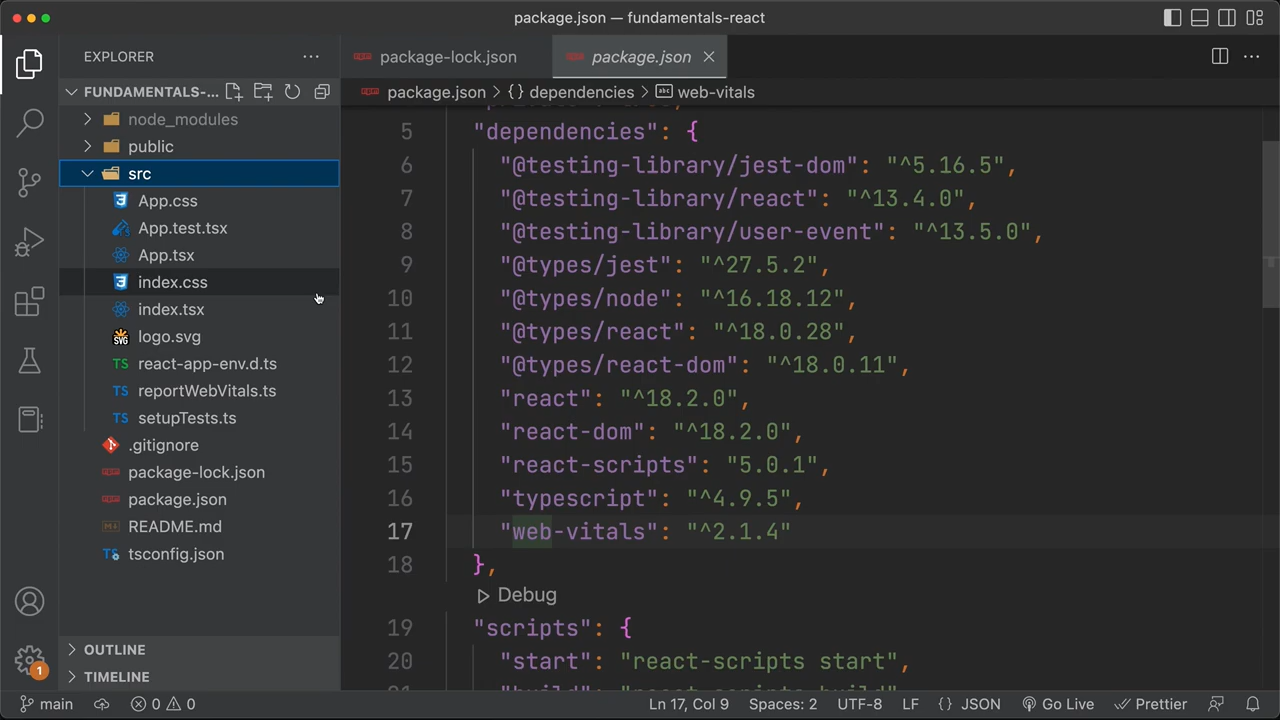 package.json — fundamentals-react
EXPLORER
package-lock.json
package.json
FUNDAMENTALS-...
package.json > {} dependencies > abc web-vitals
node_modules
public
src
App.css
App.test.tsx
App.tsx
index.css
index.tsx
SVG logo.svg
TS react-app-env.d.ts
TS reportWebVitals.ts
TS setupTests.ts
.gitignore
package-lock.json
package.json
README.md
TS tsconfig.json
OUTLINE
TIMELINE
5 "dependencies": {
6 "@testing-library/jest-dom": "^5.16.5",
7 "@testing-library/react": "^13.4.0",
8 "@testing-library/user-event": "^13.5.0",
9 "@types/jest": "^27.5.2",
10 "@types/node": "^16.18.12",
11 "@types/react": "^18.0.28",
12 "@types/react-dom": "^18.0.11",
13 "react": "^18.2.0",
14 "react-dom": "^18.2.0",
15 "react-scripts": "5.0.1",
16 "typescript": "^4.9.5",
17 "web-vitals": "^2.1.4"
18 },
Debug
19 "scripts": {
20 "start": "react-scripts start",
1
main 0 0 Ln 17, Col 9 Spaces: 2 UTF-8 LF {} JSON Go Live Prettier